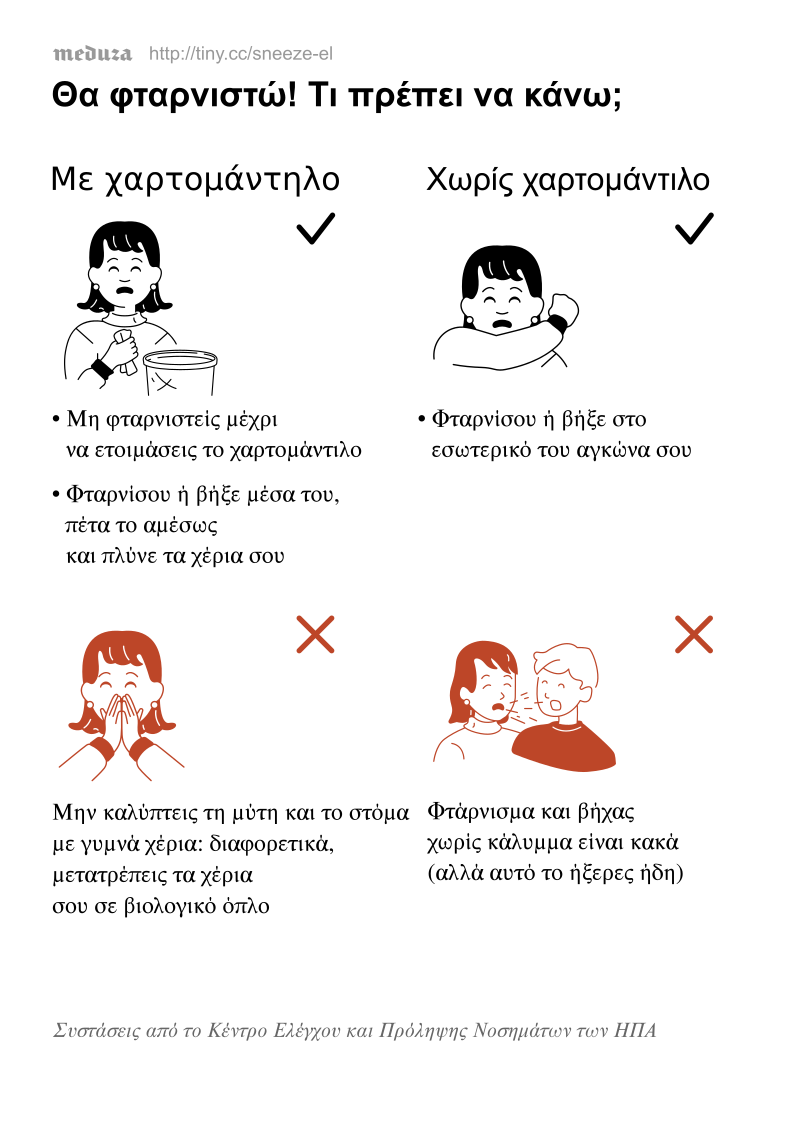 meduza http://tiny.cc/sneeze-el
Θα φταρνιστώ! Τι πρέπει να κάνω;
Με χαρτομάντηλο
• Μη φταρνιστείς μέχρι
να ετοιμάσεις το χαρτομάντιλο
• Φταρνίσου ή βήξε μέσα του,
πέτα το αμέσως
και πλύνε τα χέρια σου
Χωρίς χαρτομάντιλο
• Φταρνίσου ή βήξε στο
εσωτερικό του αγκώνα σου
Μην καλύπτεις τη μύτη και το στόμα
με γυμνά χέρια: διαφορετικά,
μετατρέπεις τα χέρια
σου σε βιολογικό όπλο
Φτάρνισμα και βήχας
χωρίς κάλυμμα είναι κακά
(αλλά αυτό το ήξερες ήδη)
Συστάσεις από το Κέντρο Ελέγχου και Πρόληψης Νοσημάτων των ΗΠΑ